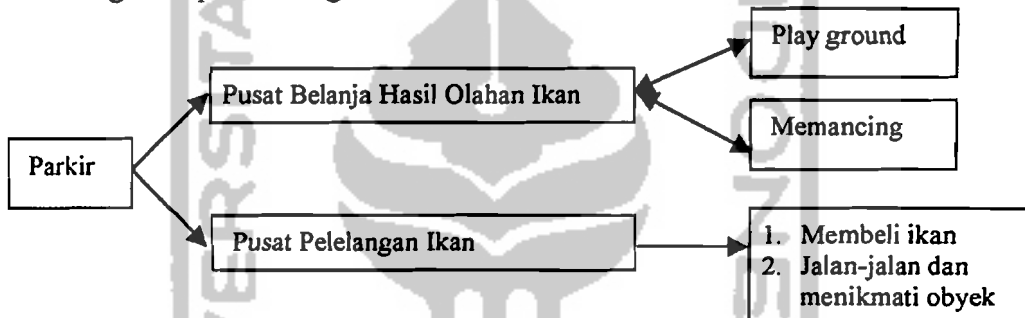 Play ground
Pusat Belanja Hasil Olahan Ikan
Memancing
Parkir
Pusat Pelelangan Ikan
1. Membeli ikan
2. Jalan-jalan dan
menikmati obyek